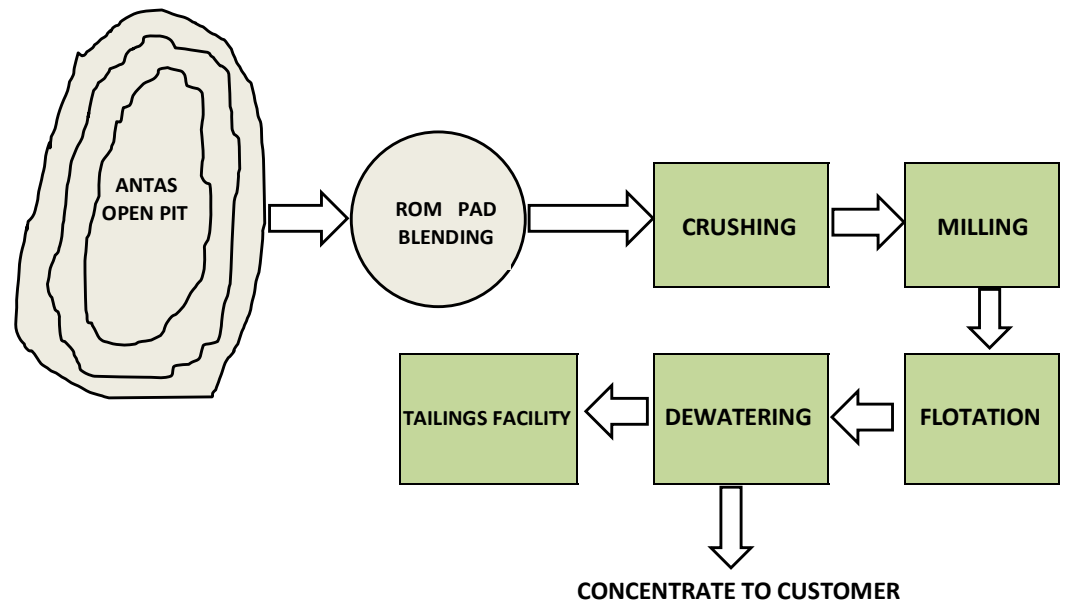 ANTAS
OPEN PIT
ROM PAD
BLENDING
CRUSHING
MILLING
TAILINGS FACILITY
DEWATERING
FLOTATION
CONCENTRATE TO CUSTOMER